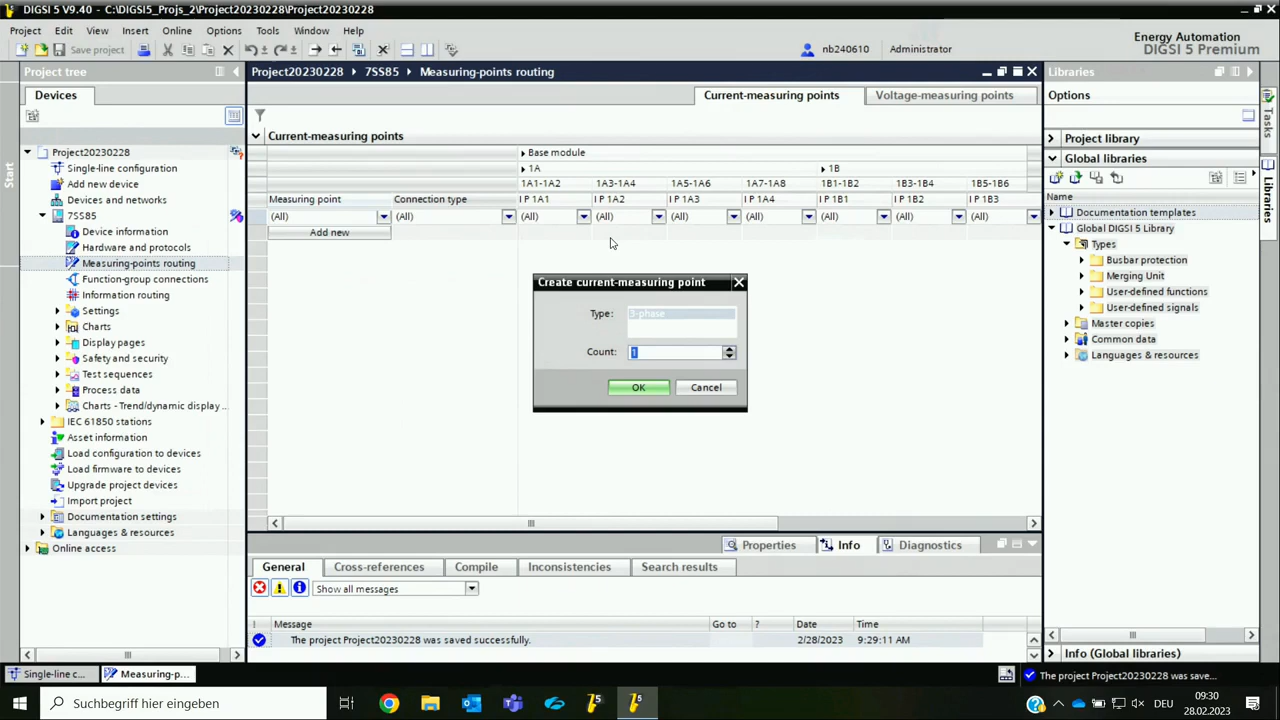 DIGSI 5 V9.40 - C:\DIGSI5_Projs_2\Project20230228\Project20230228
Project Edit View Insert Online Options Window Help
Save project
nb240610 Administrator
Energy Automation
DIGSI 5 Premium
Project tree
Project20230228 7SS85 Measuring-points routing
Libraries
Devices
Current-measuring points Voltage-measuring points
Options
Start
Tasks
Libraries
Project20230228
Single-line configuration
Add new device
Devices and networks
7SS85
Device information
Hardware and protocols
Measuring-points routing
Function-group connections
Information routing
Settings
Charts
Display pages
Safety and security
Test sequences
Process data
Charts - Trend/dynamic display ...
IEC 61850 stations
Asset information
Load configuration to devices
Load firmware to devices
Upgrade project devices
Import project
Documentation settings
Languages & resources
Online access
Current-measuring points
Base module
1A 1B
1A1-1A2 1A3-1A4 1A5-1A6 1A7-1A8 1B1-1B2 1B3-1B4 1B5-1B6
Measuring point Connection type I P 1A1 I P 1A2 I P 1A3 I P 1A4 I P 1B1 I P 1B2 I P 1B3
(All) (All) (All) (All) (All) (All) (All) (All) (All)
Add new
Create current-measuring point
Type: 3-phase
Count: 1
OK Cancel
Project library
Global libraries
Name
Documentation templates
Global DIGSI 5 Library
Types
Busbar protection
Merging Unit
User-defined functions
User-defined signals
Master copies
Common data
Languages & resources
Info (Global libraries)
Properties Info Diagnostics
General Cross-references Compile Inconsistencies Search results
Show all messages
! Message Go to ? Date Time
The project Project20230228 was saved successfully. 2/28/2023 9:29:11 AM
Single-line c... Measuring-p...
The project Project20230228 was save...
Suchbegriff hier eingeben
DEU
09:30
28.02.2023